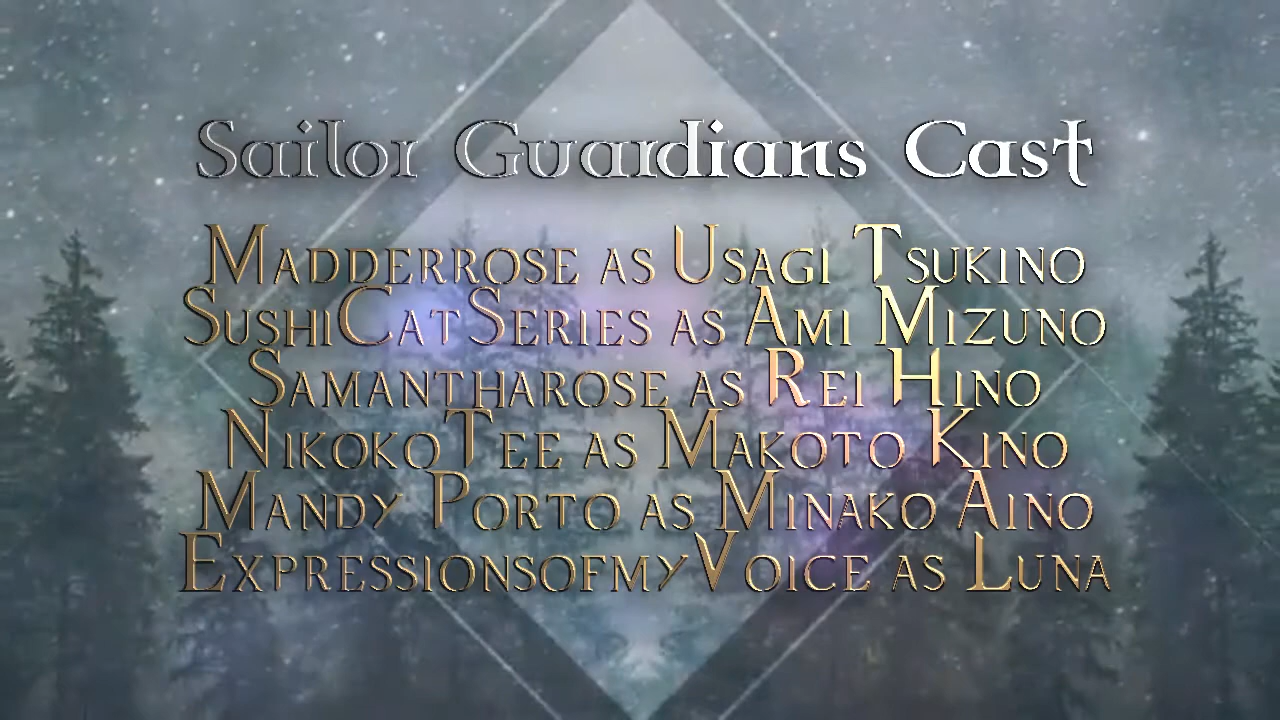 Sailor Guardians Cast
Madderrose as Usagi Tsukino
SushiCatSeries as Ami Mizuno
Samantharose as Rei Hino
NikokoTee as Makoto Kino
Mandy Porto as Minako Aino
ExpressionsofmyVoice as Luna